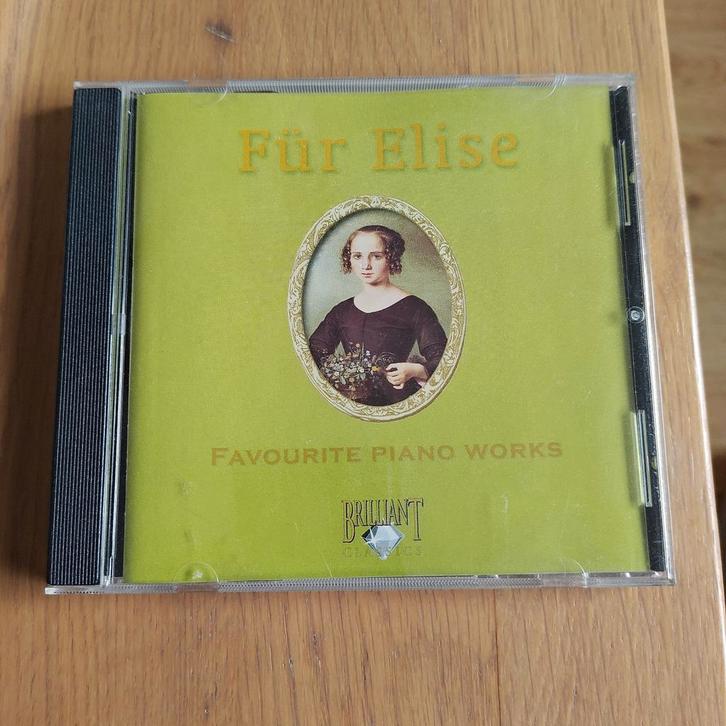 Für Elise
FAVOURITE PIANO WORKS
BRILLIANT
CLASSICS